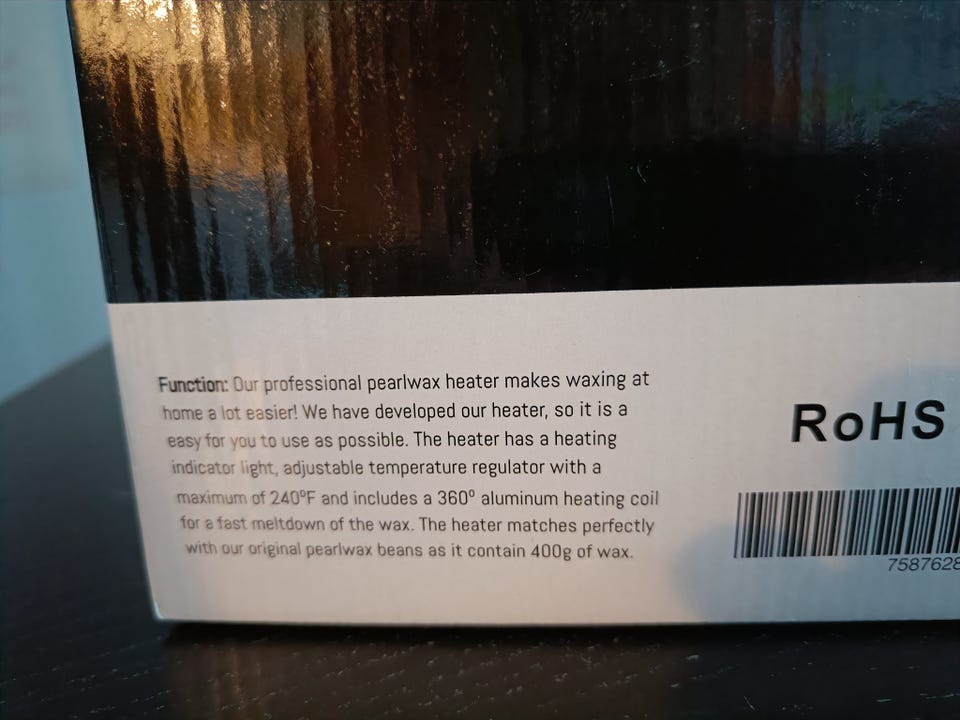 Function: Our professional pearlwax heater makes waxing at
home a lot easier! We have developed our heater, so it is a
easy for you to use as possible. The heater has a heating
indicator light, adjustable temperature regulator with a
maximum of 240ºF and includes a 360º aluminum heating coil
for a fast meltdown of the wax. The heater matches perfectly
with our original pearlwax beans as it contain 400g of wax.
RoHS
7587628